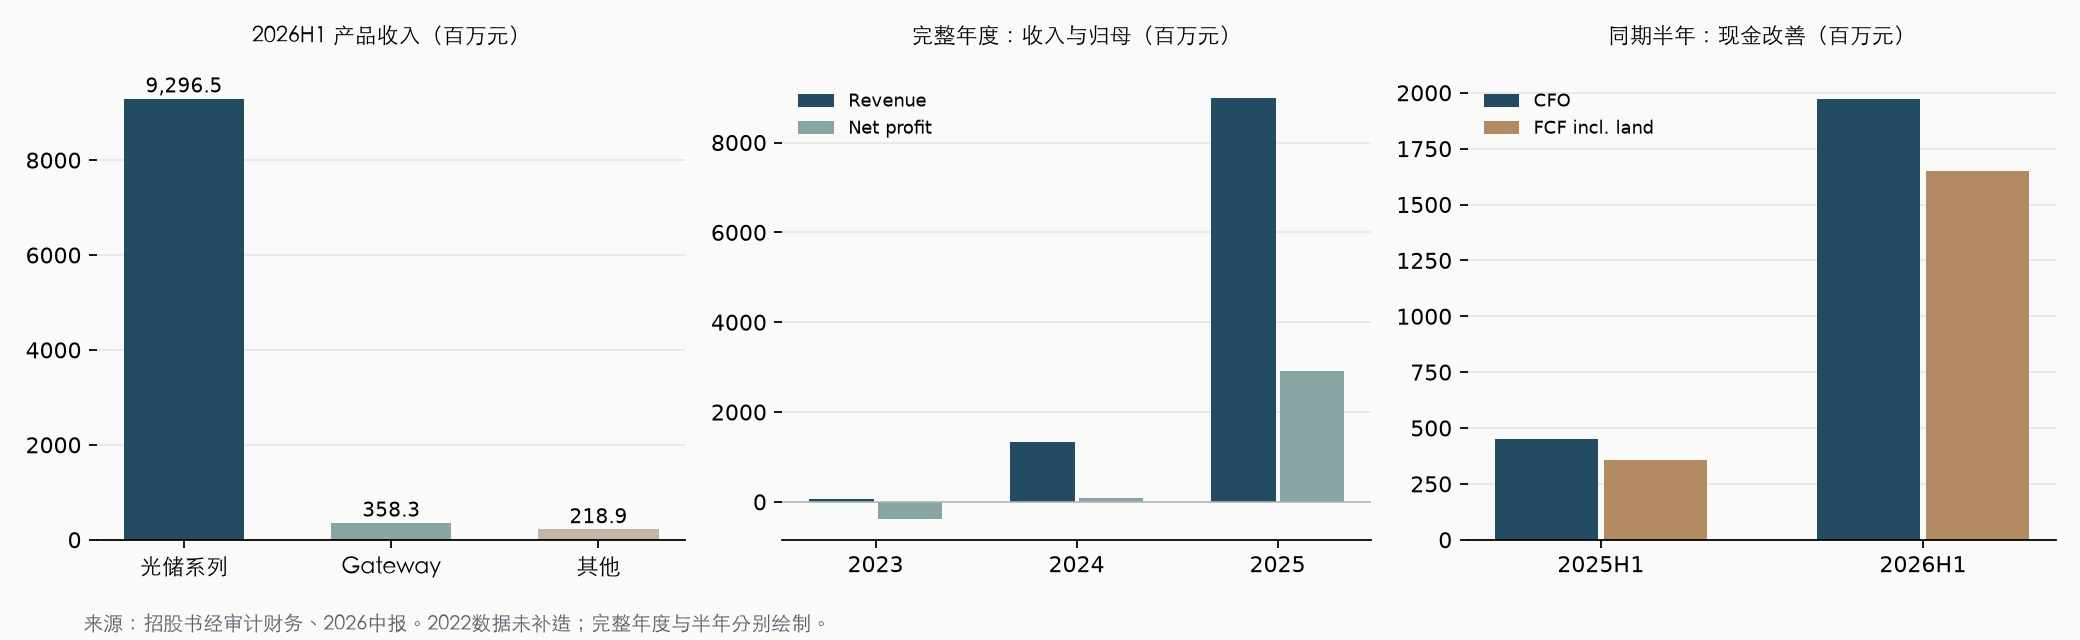 2026H1 产品收入（百万元）
9,296.5
8000
6000
4000
2000
0
358.3
218.9
光储系列
Gateway
其他
完整年度：收入与归母（百万元）
Revenue
Net profit
8000
6000
4000
2000
0
2023
2024
2025
同期半年：现金改善（百万元）
CFO
FCF incl. land
2000
1750
1500
1250
1000
750
500
250
0
2025H1
2026H1
来源：招股书经审计财务、2026中报。2022数据未补造；完整年度与半年分别绘制。